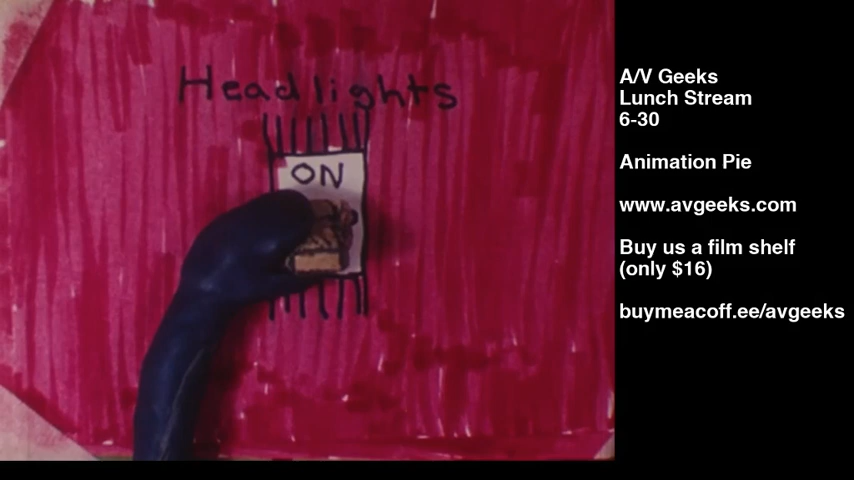 Headlights
ON
A/V Geeks
Lunch Stream
6-30
Animation Pie
www.avgeeks.com
Buy us a film shelf
(only $16)
buymeacoff.ee/avgeeks